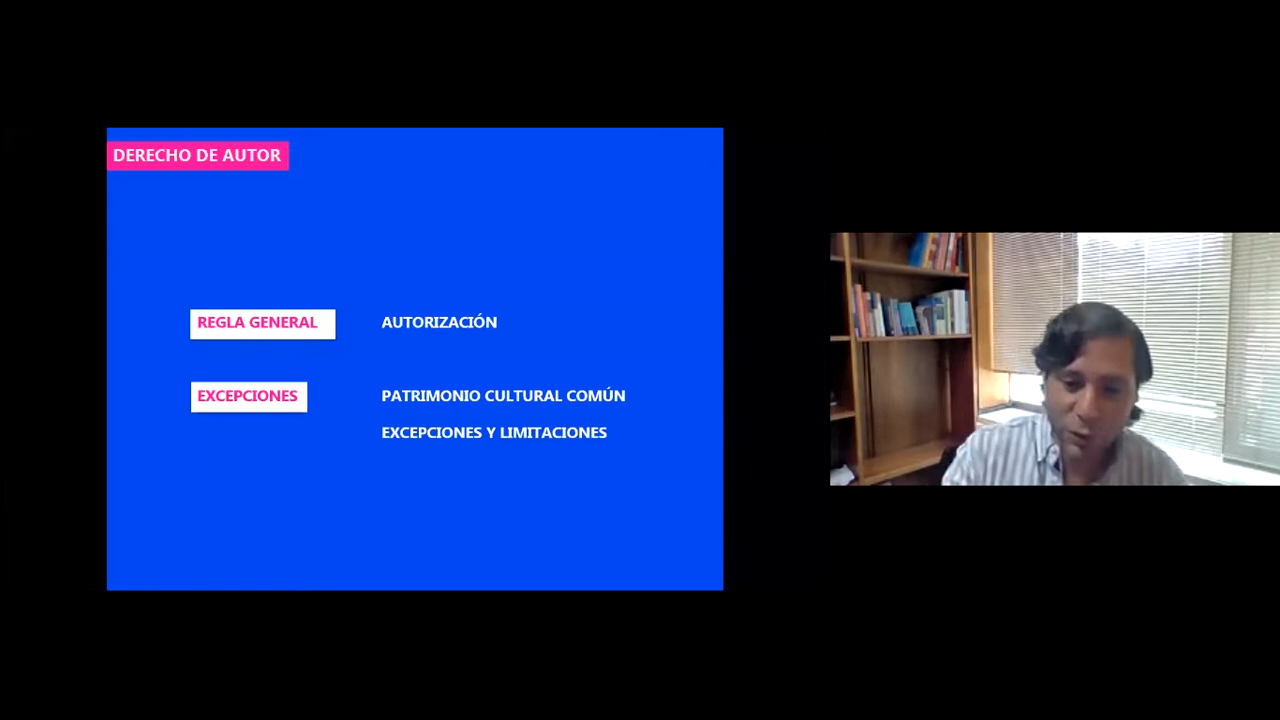 DERECHO DE AUTOR
REGLA GENERAL AUTORIZACIÓN
EXCEPCIONES PATRIMONIO CULTURAL COMÚN
EXCEPCIONES Y LIMITACIONES